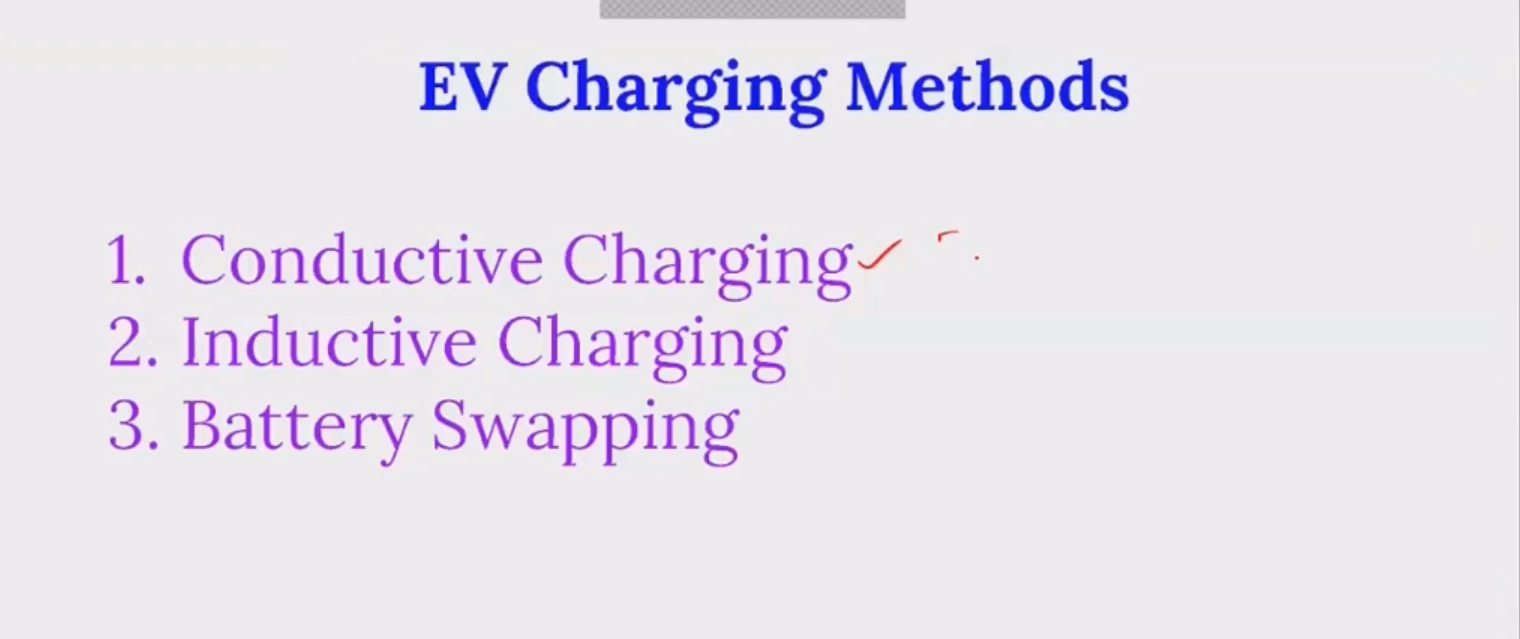 EV Charging Methods
1. Conductive Charging
2. Inductive Charging
3. Battery Swapping